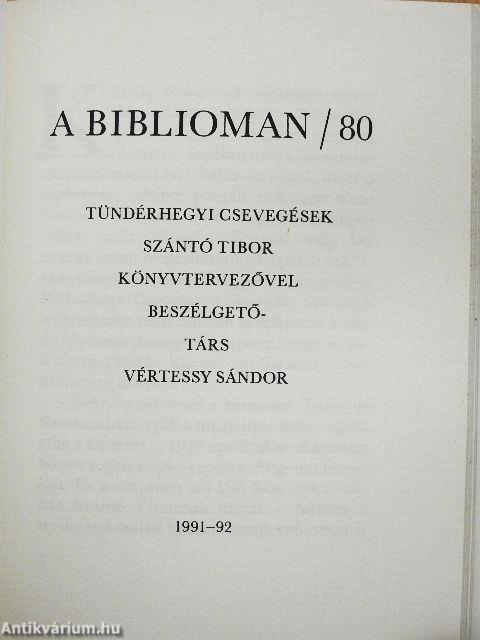 A BIBLIOMAN / 80
TÜNDÉRHEGYI CSEVEGÉSEK
SZÁNTÓ TIBOR
KÖNYVTERVEZŐVEL
BESZÉLGETŐ-
TÁRS
VÉRTESSY SÁNDOR
1991–92
Antikvárium.hu